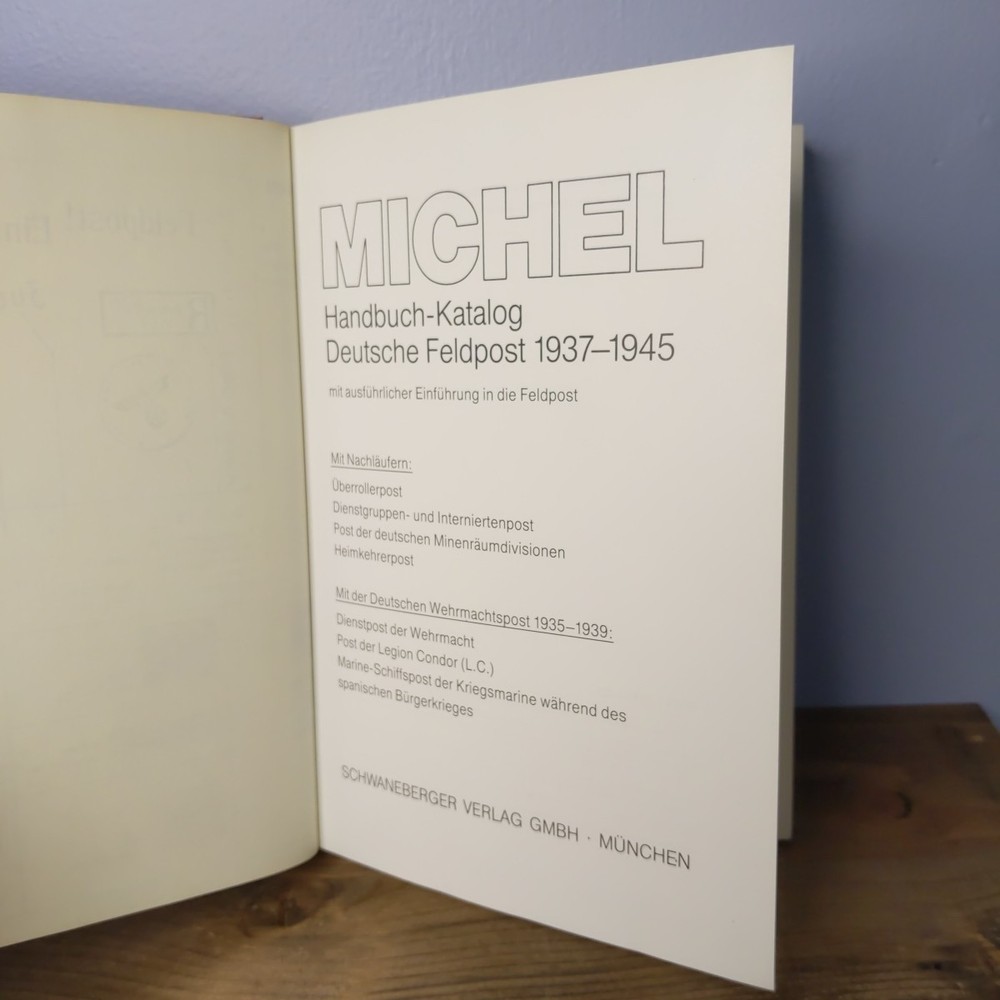 MICHEL
Handbuch-Katalog
Deutsche Feldpost 1937–1945
mit ausführlicher Einführung in die Feldpost
Mit Nachläufern:
Überrollerpost
Dienstgruppen- und Interniertenpost
Post der deutschen Minenräumdivisionen
Heimkehrerpost
Mit der Deutschen Wehrmachtspost 1935–1939:
Dienstpost der Wehrmacht
Post der Legion Condor (L.C.)
Marine-Schiffspost der Kriegsmarine während des
spanischen Bürgerkrieges
SCHWANEBERGER VERLAG GMBH · MÜNCHEN